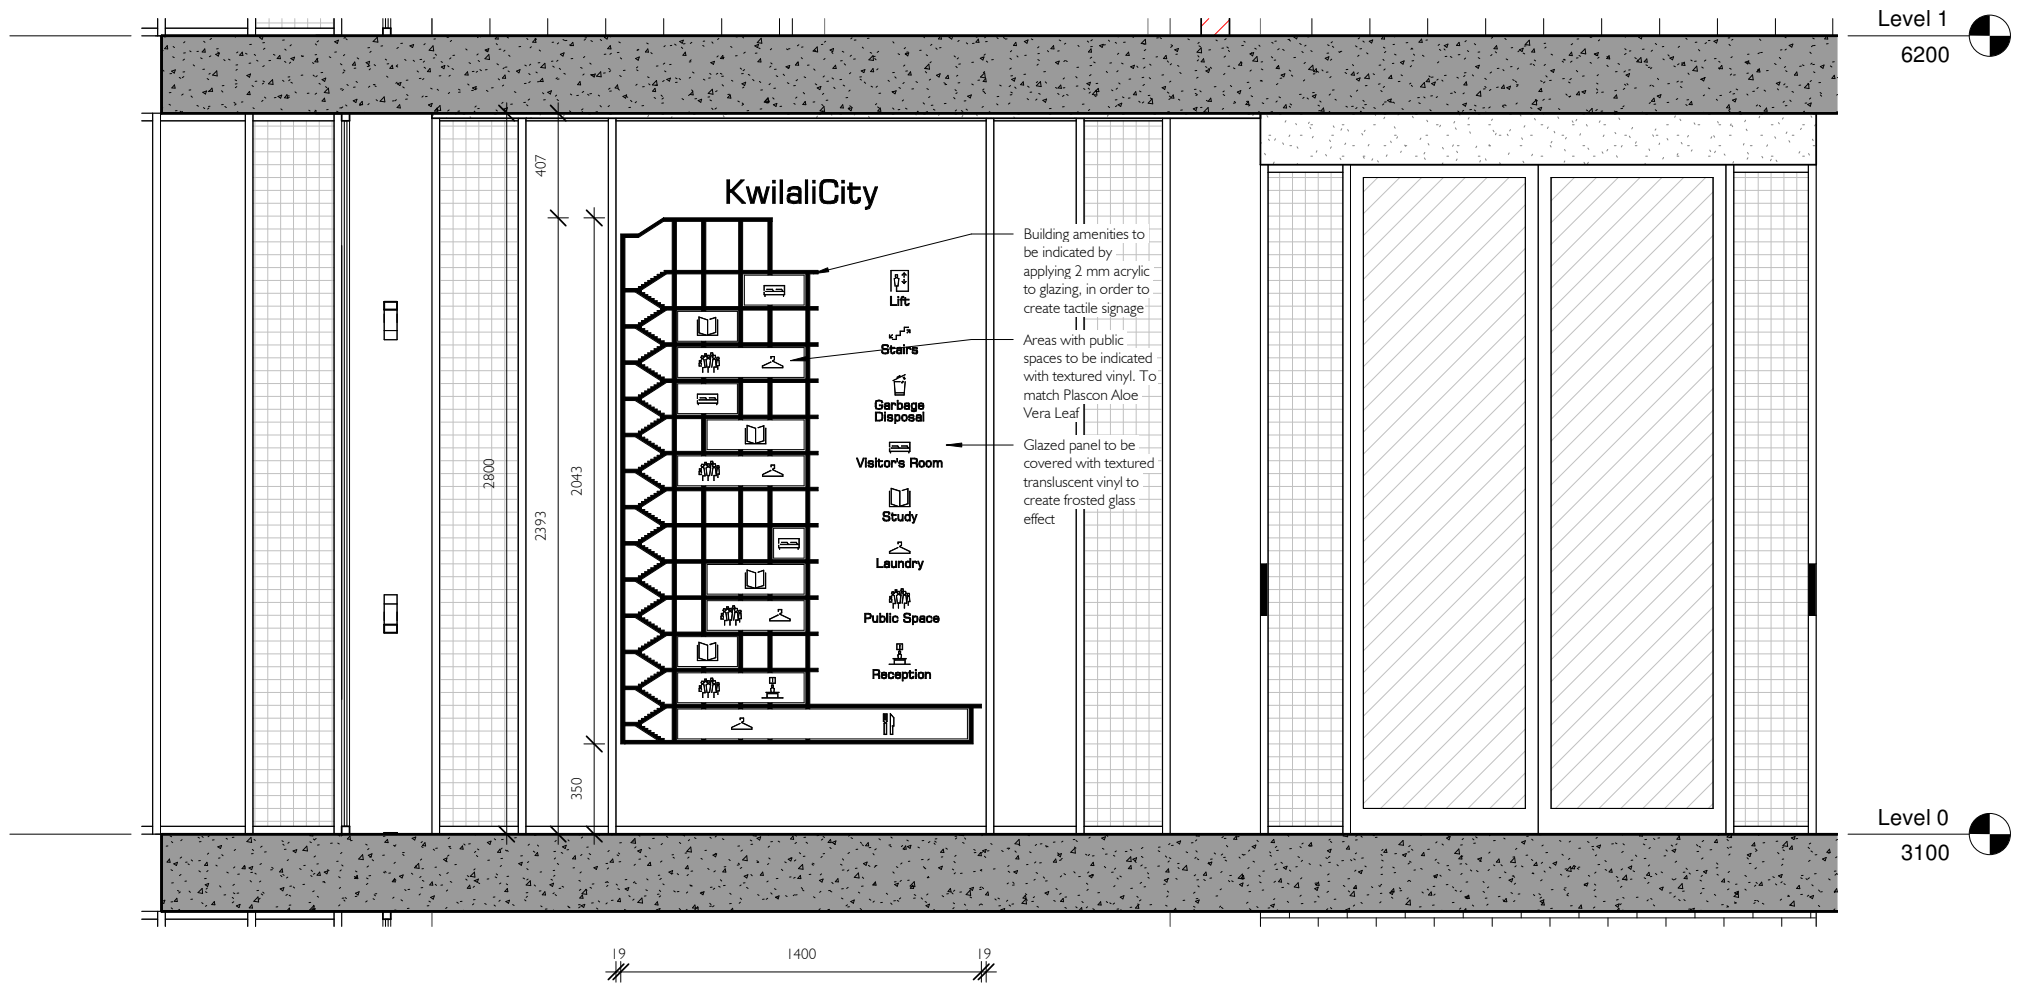 Level 1
6200
407
KwilaliCity
Building amenities to
be indicated by
applying 2 mm acrylic
to glazing, in order to
create tactile signage
Lift
Stairs
Areas with public
spaces to be indicated
with textured vinyl. To
match Plascon Aloe
Vera Leaf
Garbage
Disposal
Glazed panel to be
covered with textured
transluscent vinyl to
create frosted glass
effect
Visitor's Room
2800
2393
2043
Study
Laundry
Public Space
Reception
350
Level 0
3100
19
1400
19